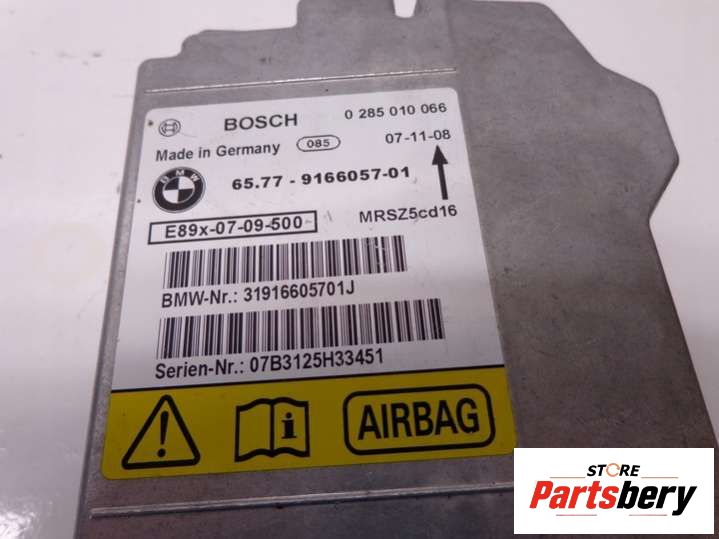 BOSCH 0 285 010 066
Made in Germany 085 07-11-08
BMW 65.77 - 9166057-01
E89x-07-09-500 MRSZ5cd16
BMW-Nr.: 31916605701J
Serien-Nr.: 07B3125H33451
AIRBAG
STORE
Partsbery